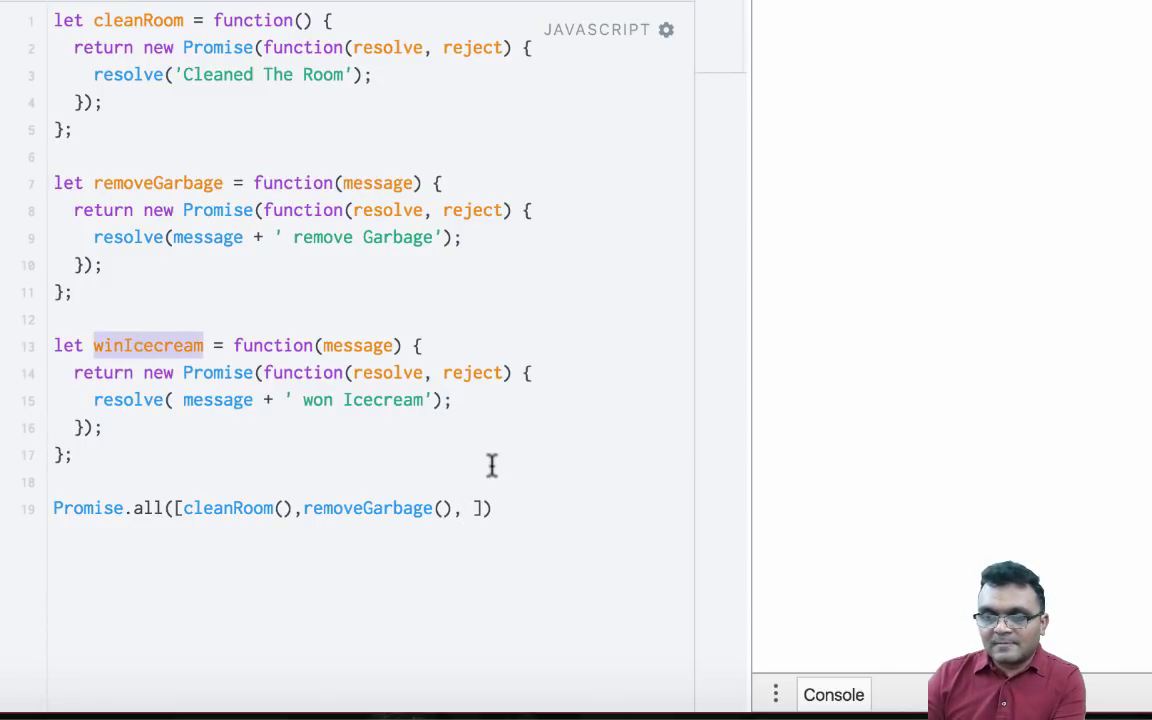 JAVASCRIPT
1 let cleanRoom = function() {
2 return new Promise(function(resolve, reject) {
3 resolve('Cleaned The Room');
4 });
5 };
6
7 let removeGarbage = function(message) {
8 return new Promise(function(resolve, reject) {
9 resolve(message + ' remove Garbage');
10 });
11 };
12
13 let winIcecream = function(message) {
14 return new Promise(function(resolve, reject) {
15 resolve( message + ' won Icecream');
16 });
17 };
18
19 Promise.all([cleanRoom(),removeGarbage(), ])
Console